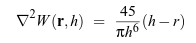 ∇²W(r,h) = 45/(πh⁶) (h − r)